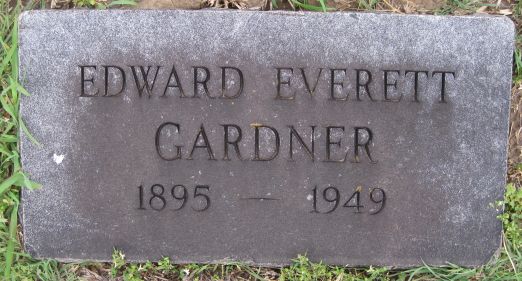 EDWARD EVERETT
GARDNER
1895 — 1949